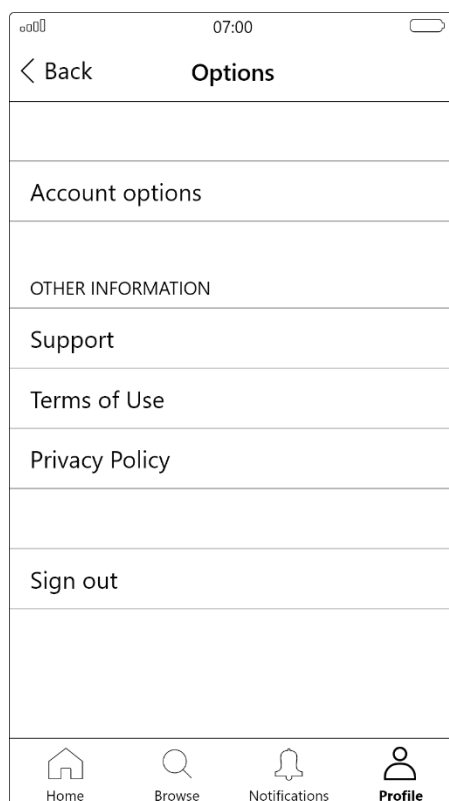 07:00
Back Options
Account options
OTHER INFORMATION
Support
Terms of Use
Privacy Policy
Sign out
Home Browse Notifications Profile